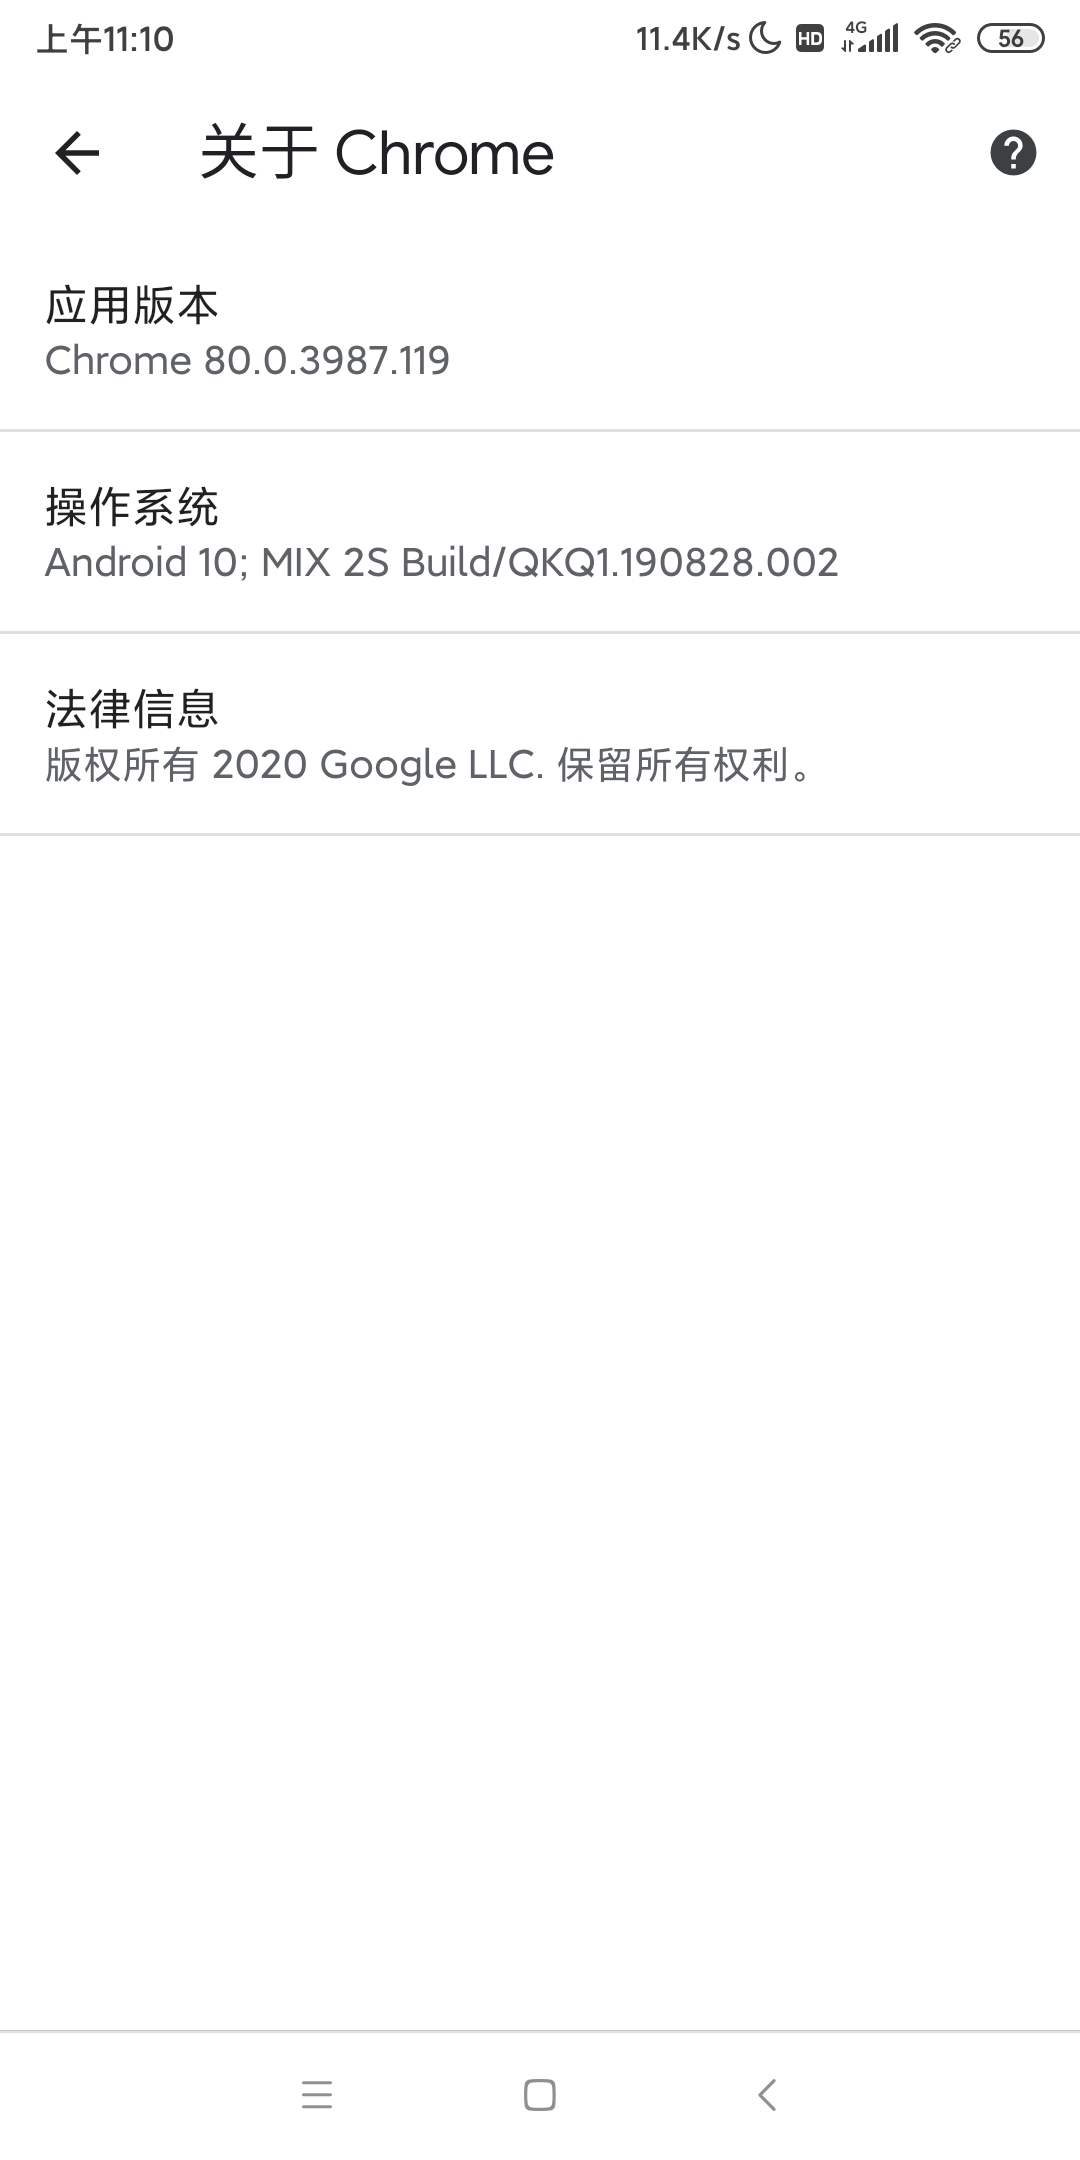 上午11:10 11.4K/s HD 4G 56
关于 Chrome
应用版本
Chrome 80.0.3987.119
操作系统
Android 10; MIX 2S Build/QKQ1.190828.002
法律信息
版权所有 2020 Google LLC. 保留所有权利。